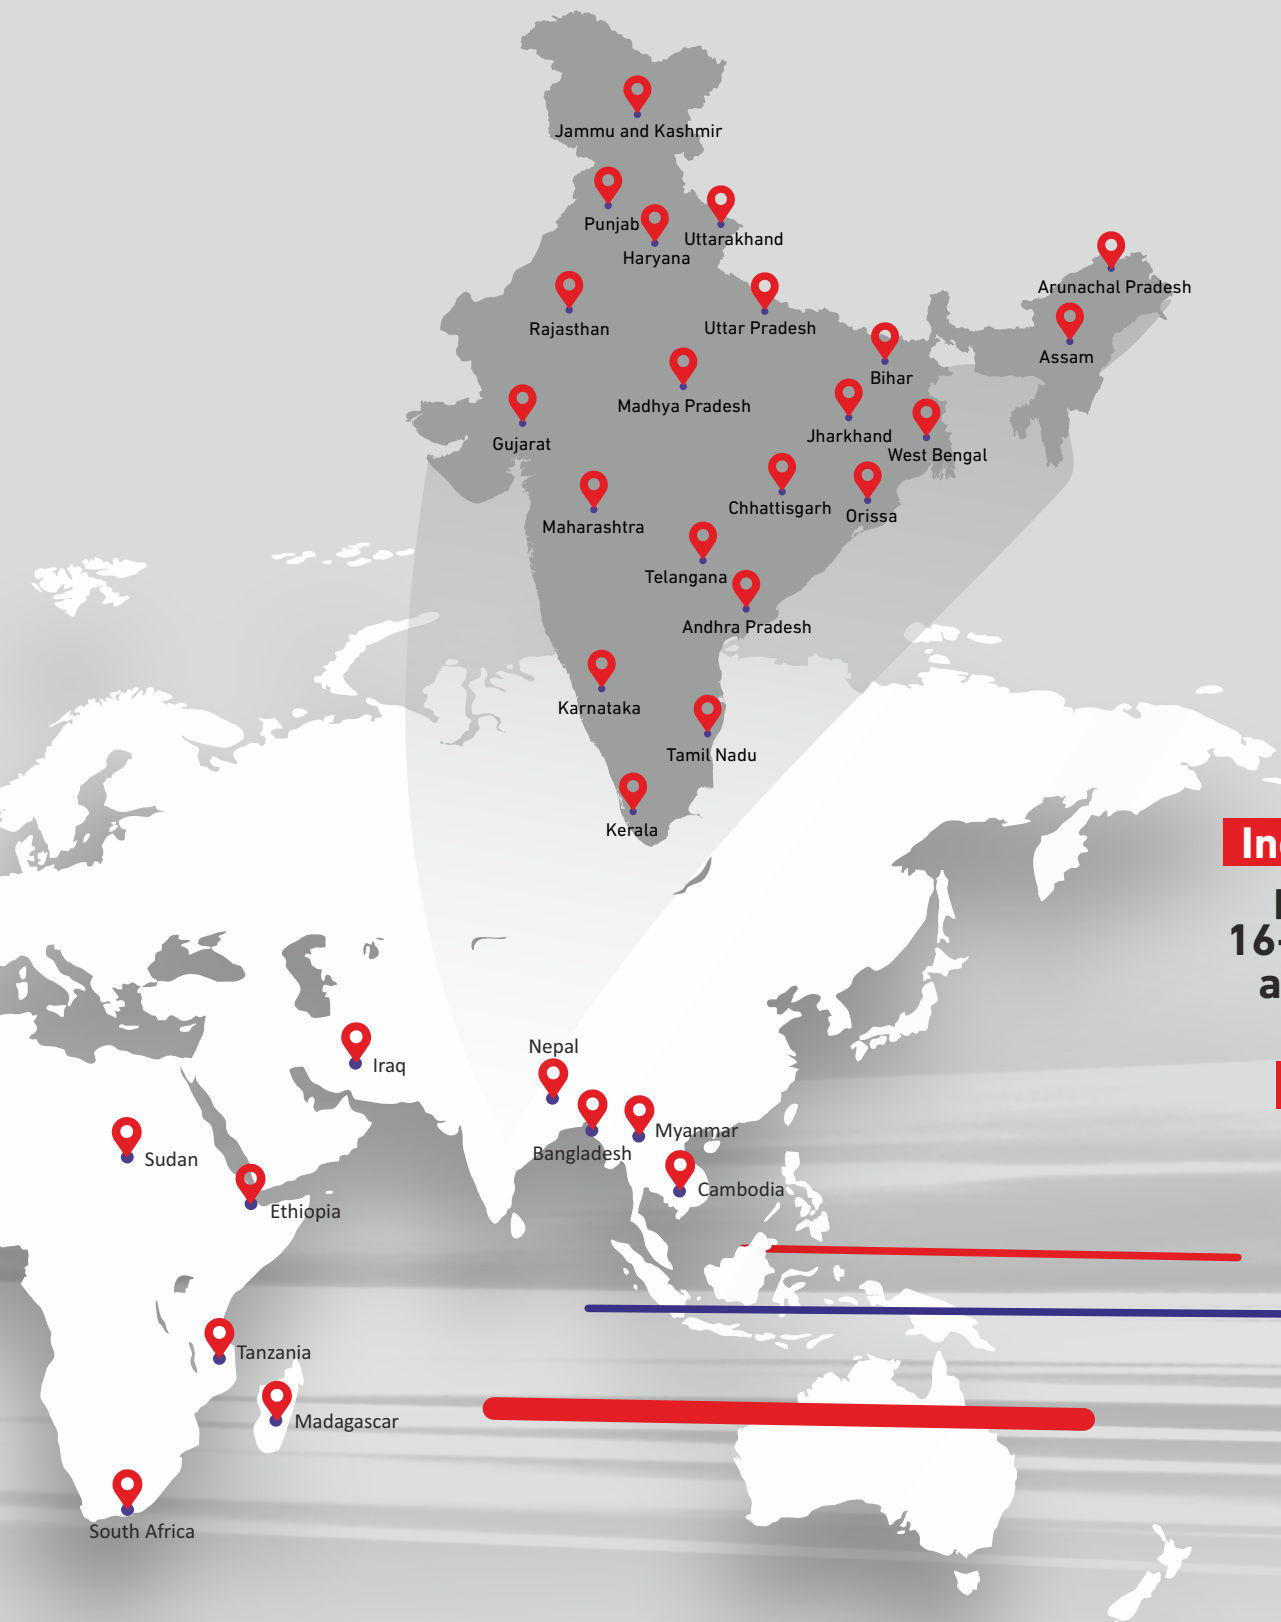 Jammu and Kashmir
Punjab
Uttarakhand
Haryana
Arunachal Pradesh
Rajasthan
Uttar Pradesh
Assam
Bihar
Madhya Pradesh
Jharkhand
Gujarat
West Bengal
Chhattisgarh
Orissa
Maharashtra
Telangana
Andhra Pradesh
Karnataka
Tamil Nadu
Kerala
16-
Nepal
Iraq
Myanmar
Bangladesh
Sudan
Cambodia
Ethiopia
Tanzania
Madagascar
South Africa